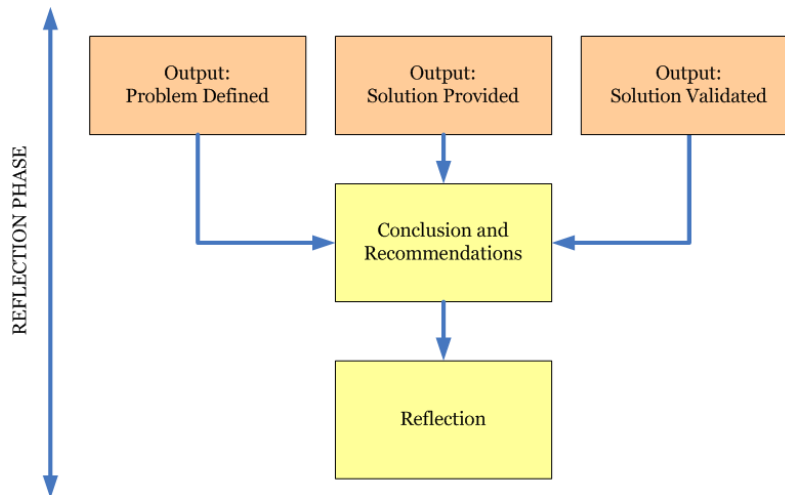 REFLECTION PHASE
Output:
Problem Defined
Output:
Solution Provided
Output:
Solution Validated
Conclusion and
Recommendations
Reflection